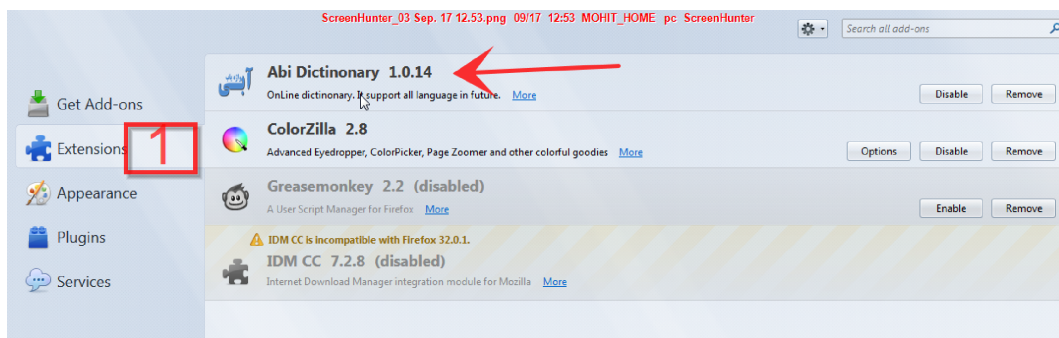 ScreenHunter_03 Sep. 17 12.53.png 09/17 12:53 MOHIT_HOME pc ScreenHunter
Search all add-ons
Get Add-ons
Extensions
1
Appearance
Plugins
Services
آبی
Abi Dictinonary 1.0.14
OnLine dictinonary. It support all language in future. More
Disable Remove
ColorZilla 2.8
Advanced Eyedropper, ColorPicker, Page Zoomer and other colorful goodies More
Options Disable Remove
Greasemonkey 2.2 (disabled)
A User Script Manager for Firefox More
Enable Remove
IDM CC is incompatible with Firefox 32.0.1.
IDM CC 7.2.8 (disabled)
Internet Download Manager integration module for Mozilla More